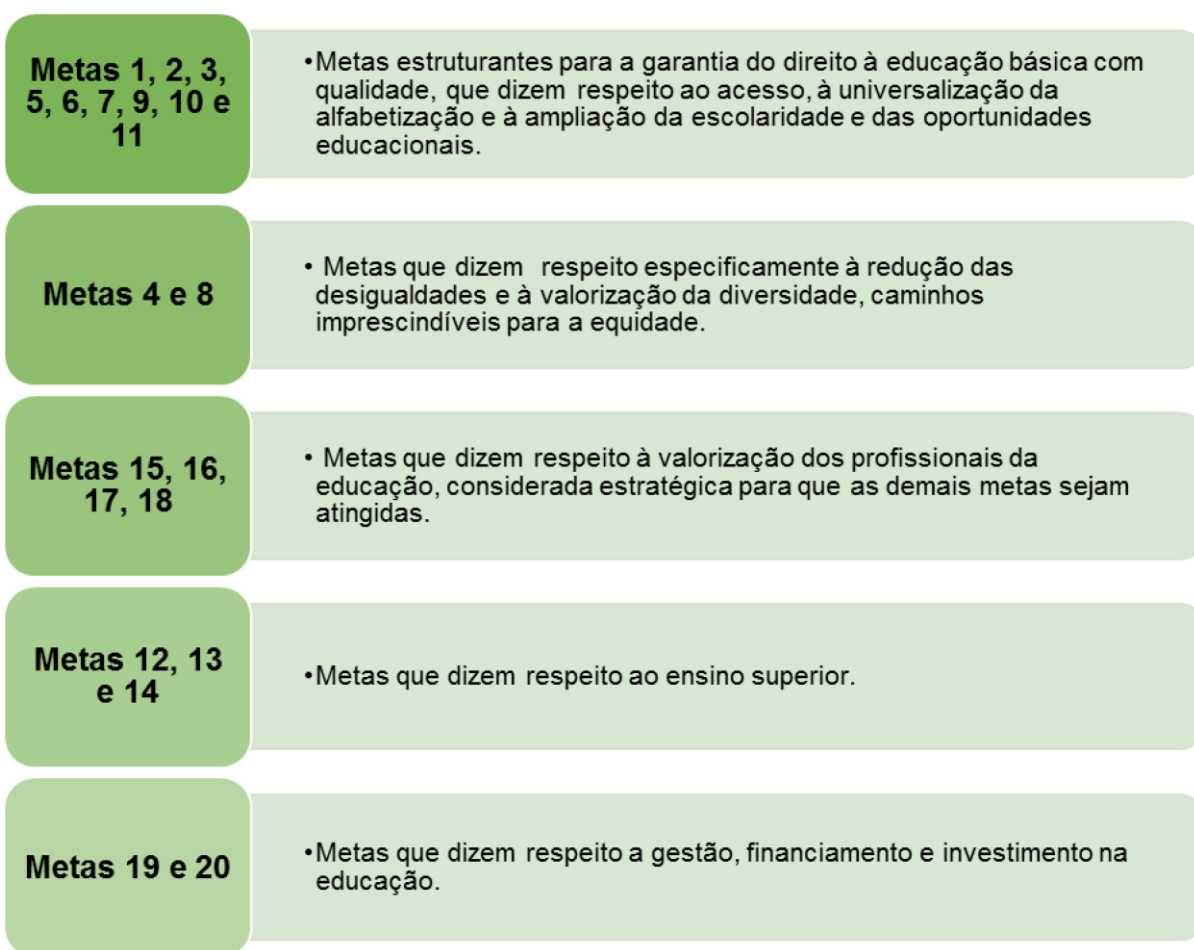 Metas 1, 2, 3,
5, 6, 7, 9, 10 e
11
•Metas estruturantes para a garantia do direito à educação básica com
qualidade, que dizem respeito ao acesso, à universalização da
alfabetização e à ampliação da escolaridade e das oportunidades
educacionais.
Metas 4 e 8
• Metas que dizem respeito especificamente à redução das
desigualdades e à valorização da diversidade, caminhos
imprescindíveis para a equidade.
Metas 15, 16,
17, 18
• Metas que dizem respeito à valorização dos profissionais da
educação, considerada estratégica para que as demais metas sejam
atingidas.
Metas 12, 13
e 14
•Metas que dizem respeito ao ensino superior.
Metas 19 e 20
•Metas que dizem respeito a gestão, financiamento e investimento na
educação.